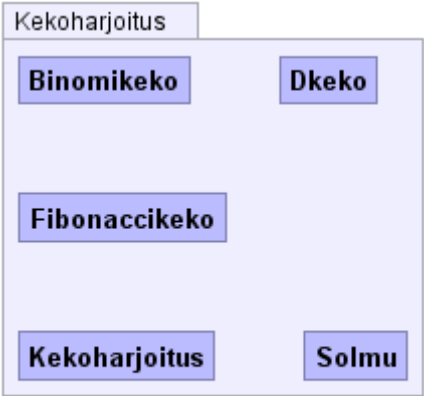 Kekoharjoitus
Binomikeko
Dkeko
Fibonaccikeko
Kekoharjoitus
Solmu